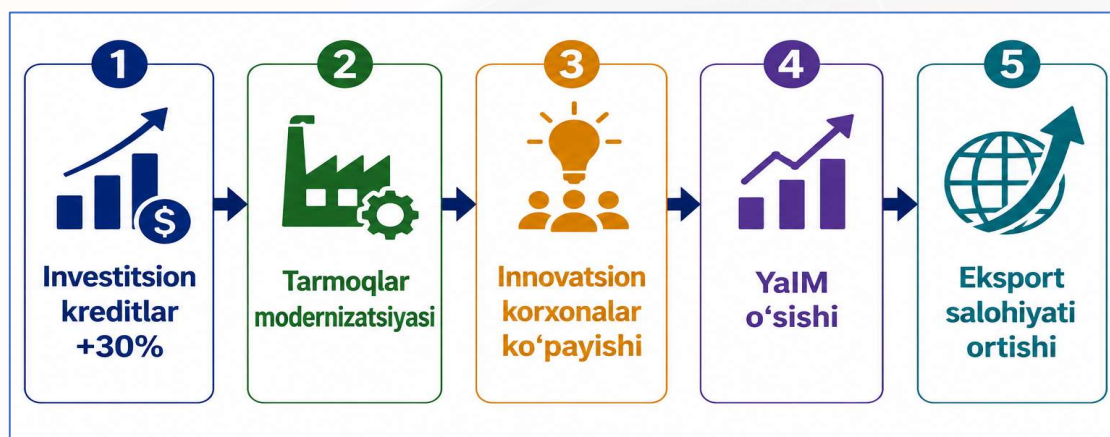 1
$
Investitsion
kreditlar
+30%
2
Tarmoqlar
modernizatsiyasi
3
Innovatsion
korxonalar
ko‘payishi
4
YaIM
o‘sishi
5
Eksport
salohiyati
ortishi